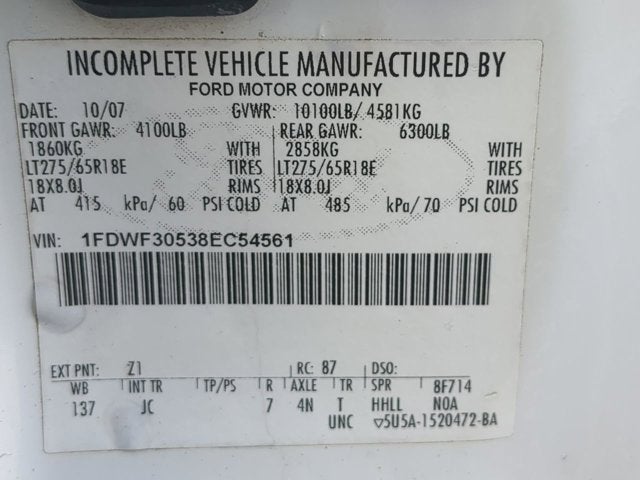 INCOMPLETE VEHICLE MANUFACTURED BY
FORD MOTOR COMPANY
DATE: 10/07 GVWR: 10100LB/ 4581KG
FRONT GAWR: 4100LB REAR GAWR: 6300LB
1860KG WITH 2858KG WITH
LT275/65R18E TIRES LT275/65R18E TIRES
18X8.0J RIMS 18X8.0J RIMS
AT 415 kPa/ 60 PSI COLD AT 485 kPa/ 70 PSI COLD
VIN: 1FDWF30538EC54561
EXT PNT: Z1 RC: 87 DSO:
WB INT TR TP/PS R AXLE TR SPR 8F714
137 JC 7 4N T HHLL NOA
UNC ▽5U5A-1520472-BA